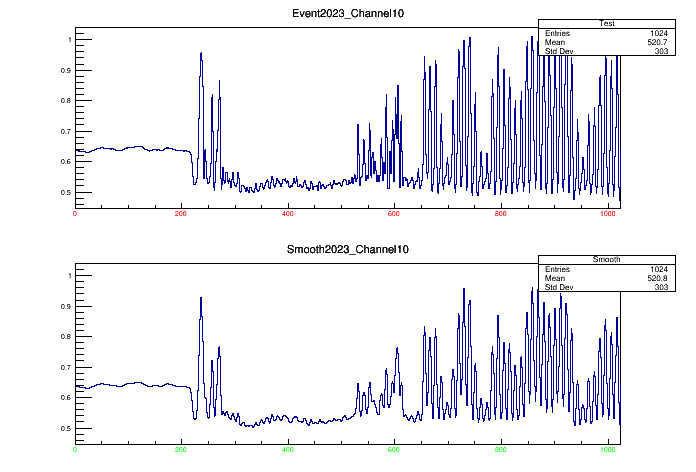 Event2023_Channel10
Test
Entries 1024
Mean 520.7
Std Dev 303
1
0.9
0.8
0.7
0.6
0.5
0 200 400 600 800 1000
Smooth2023_Channel10
Smooth
Entries 1024
Mean 520.8
Std Dev 303
1
0.9
0.8
0.7
0.6
0.5
0 200 400 600 800 1000